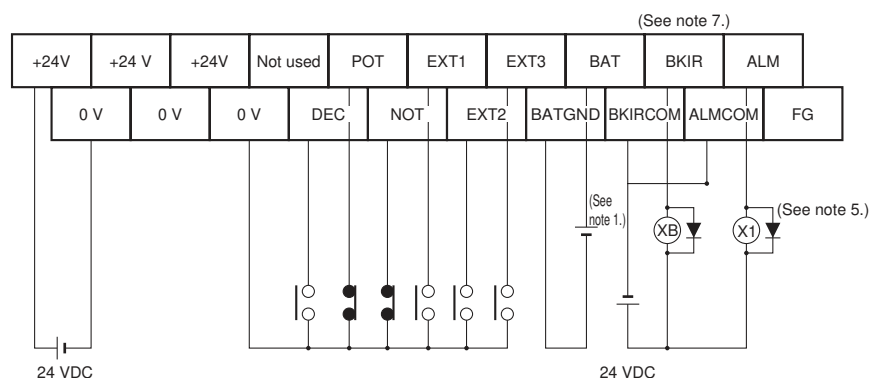 (See note 7.)
+24V +24 V +24V Not used POT EXT1 EXT3 BAT BKIR ALM
0 V 0 V 0 V DEC NOT EXT2 BATGND BKIRCOM ALMCOM FG
(See
note 1.)
XB X1 (See note 5.)
24 VDC 24 VDC